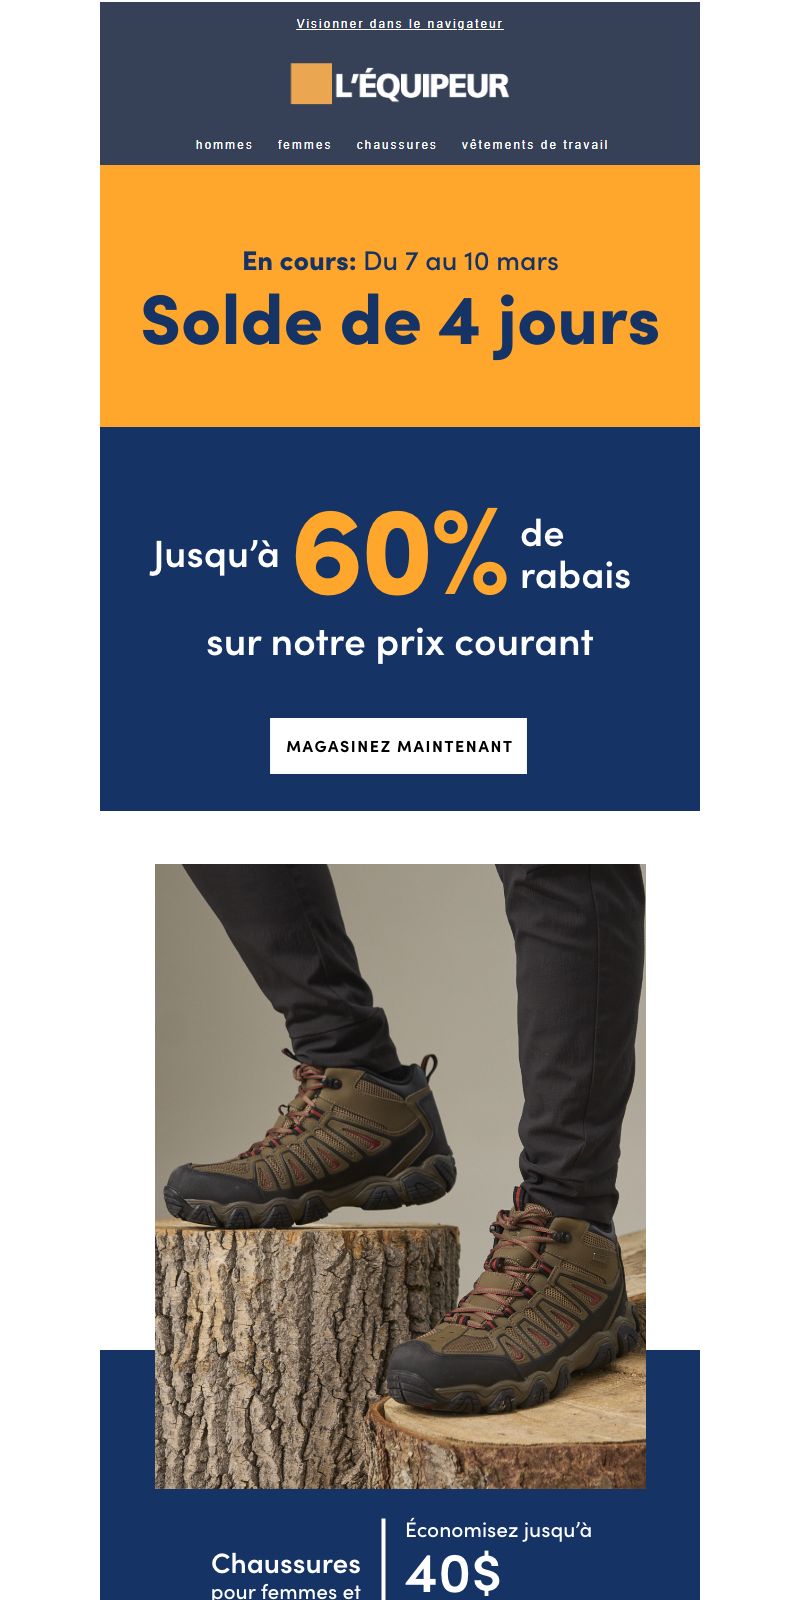 Visionner dans le navigateur
L'ÉQUIPEUR
hommes femmes chaussures vêtements de travail
En cours: Du 7 au 10 mars
Solde de 4 jours
Jusqu'à 60% de rabais
sur notre prix courant
MAGASINEZ MAINTENANT
Économisez jusqu'à
Chaussures
40$
pour femmes et